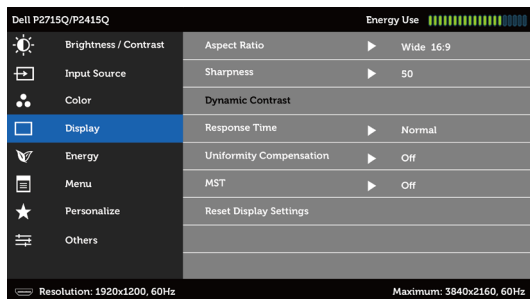 Dell P2715Q/P2415Q Energy Use
Brightness / Contrast Aspect Ratio Wide 16:9
Input Source Sharpness 50
Color Dynamic Contrast
Display Response Time Normal
Energy Uniformity Compensation Off
Menu MST Off
Personalize Reset Display Settings
Others
Resolution: 1920x1200, 60Hz Maximum: 3840x2160, 60Hz